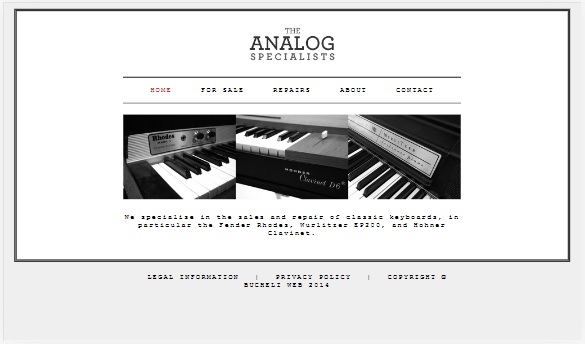 THE
ANALOG
SPECIALISTS
HOME FOR SALE REPAIRS ABOUT CONTACT
Rhodes
HOHNER
Clavinet D6
WURLITZER
We specialise in the sales and repair of classic keyboards, in
particular the Fender Rhodes, Wurlitzer EP200, and Hohner
Clavinet.
LEGAL INFORMATION | PRIVACY POLICY | COPYRIGHT ©
BUCHELI WEB 2014